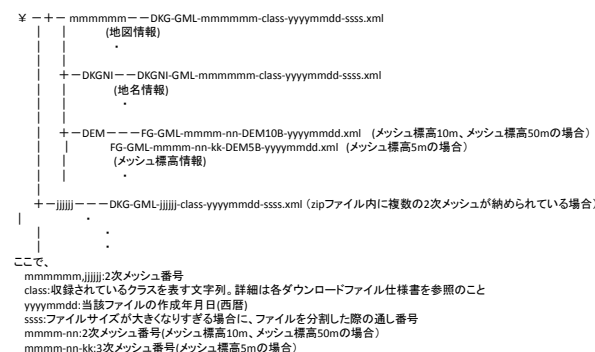 ¥ －＋－ mmmmmm－－DKG-GML-mmmmmm-class-yyyymmdd-ssss.xml
｜ ｜ (地図情報)
｜ ｜ ・
｜ ｜
｜ ＋－DKGNI－－DKGNI-GML-mmmmmm-class-yyyymmdd-ssss.xml
｜ ｜ (地名情報)
｜ ｜ ・
｜ ｜
｜ ＋－DEM－－－FG-GML-mmmm-nn-DEM10B-yyyymmdd.xml (メッシュ標高10m、メッシュ標高50mの場合)
｜ ｜ FG-GML-mmmm-nn-kk-DEM5B-yyyymmdd.xml (メッシュ標高5mの場合)
｜ ｜ (メッシュ標高情報)
｜ ｜ ・
｜
＋－jjjjjj－－－DKG-GML-jjjjjj-class-yyyymmdd-ssss.xml (zipファイル内に複数の2次メッシュが納められている場合)
｜ ・
｜ ・
｜ ・
ここで、
mmmmmm,jjjjjj:2次メッシュ番号
class:収録されているクラスを表す文字列。詳細は各ダウンロードファイル仕様書を参照のこと
yyyymmdd:当該ファイルの作成年月日(西暦)
ssss:ファイルサイズが大きくなりすぎる場合に、ファイルを分割した際の通し番号
mmmm-nn:2次メッシュ番号(メッシュ標高10m、メッシュ標高50mの場合)
mmmm-nn-kk:3次メッシュ番号(メッシュ標高5mの場合)